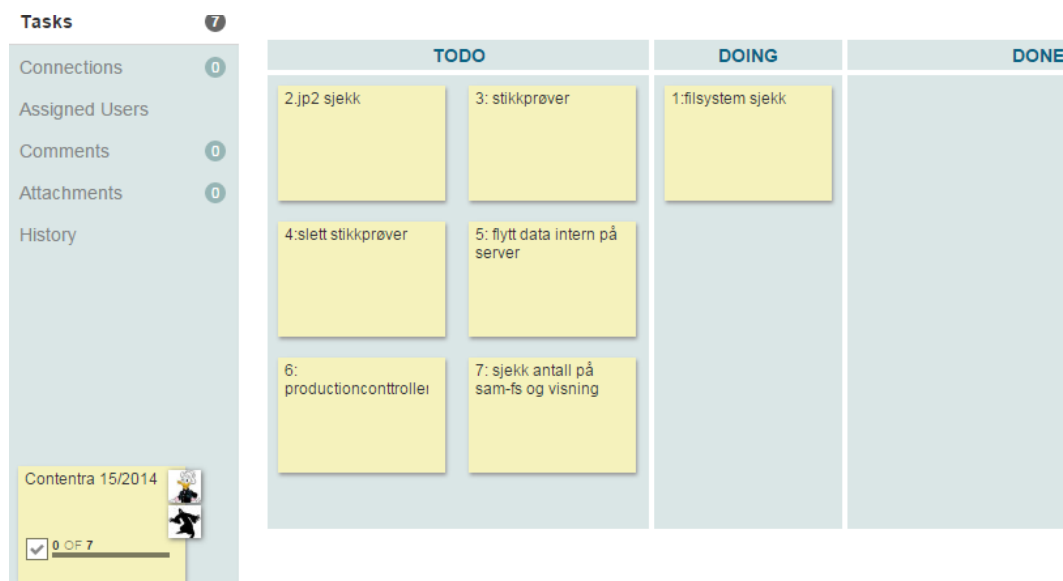 Tasks 7
Connections 0
Assigned Users
Comments 0
Attachments 0
History
Contentra 15/2014
0 OF 7
TODO
DOING
DONE
2.jp2 sjekk
3: stikkprøver
4:slett stikkprøver
5: flytt data intern på
server
6:
productionconttroller
7: sjekk antall på
sam-fs og visning
1:filsystem sjekk